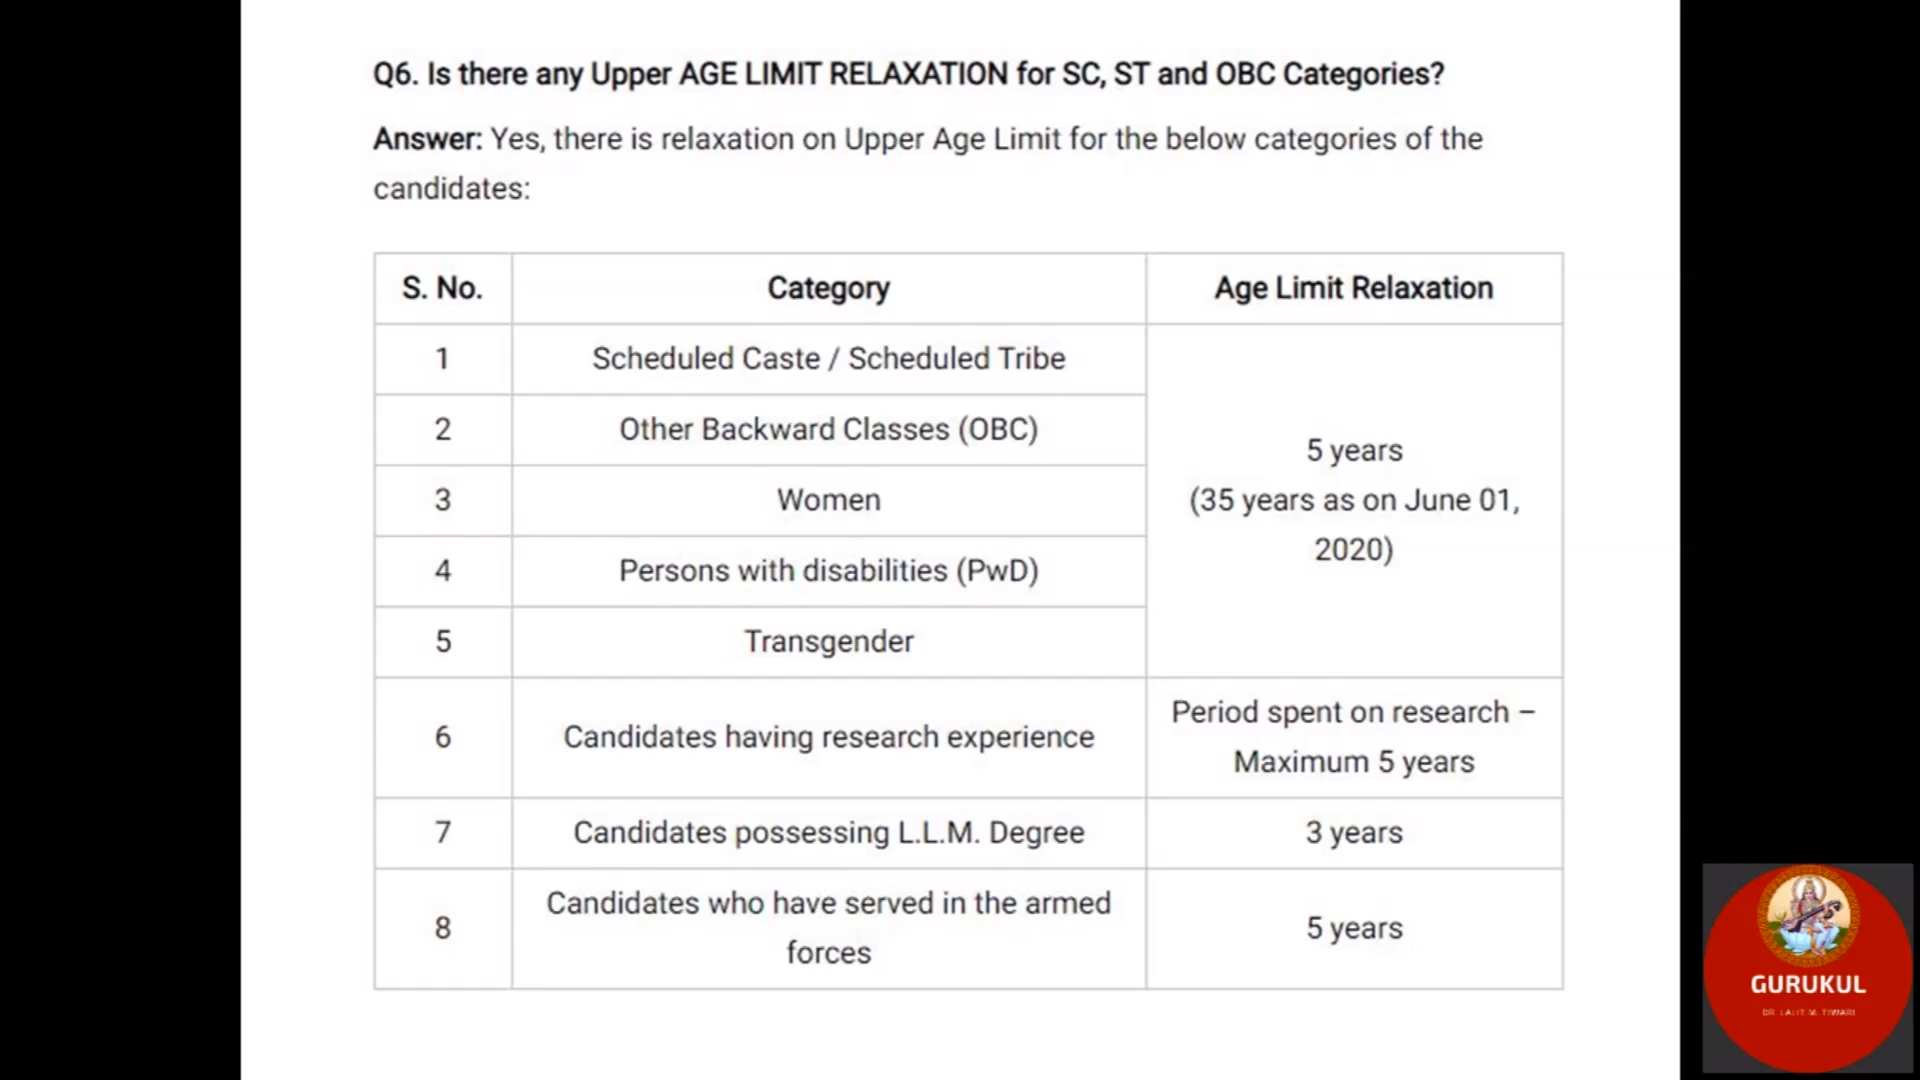 Q6. Is there any Upper AGE LIMIT RELAXATION for SC, ST and OBC Categories?
Answer: Yes, there is relaxation on Upper Age Limit for the below categories of the
candidates:
S. No. Category Age Limit Relaxation
1 Scheduled Caste / Scheduled Tribe
2 Other Backward Classes (OBC)
3 Women
4 Persons with disabilities (PwD)
5 Transgender
5 years
(35 years as on June 01,
2020)
6 Candidates having research experience
Period spent on research –
Maximum 5 years
7 Candidates possessing L.L.M. Degree 3 years
8 Candidates who have served in the armed
forces
5 years
GURUKUL
DR. LALIT M. TIWARI